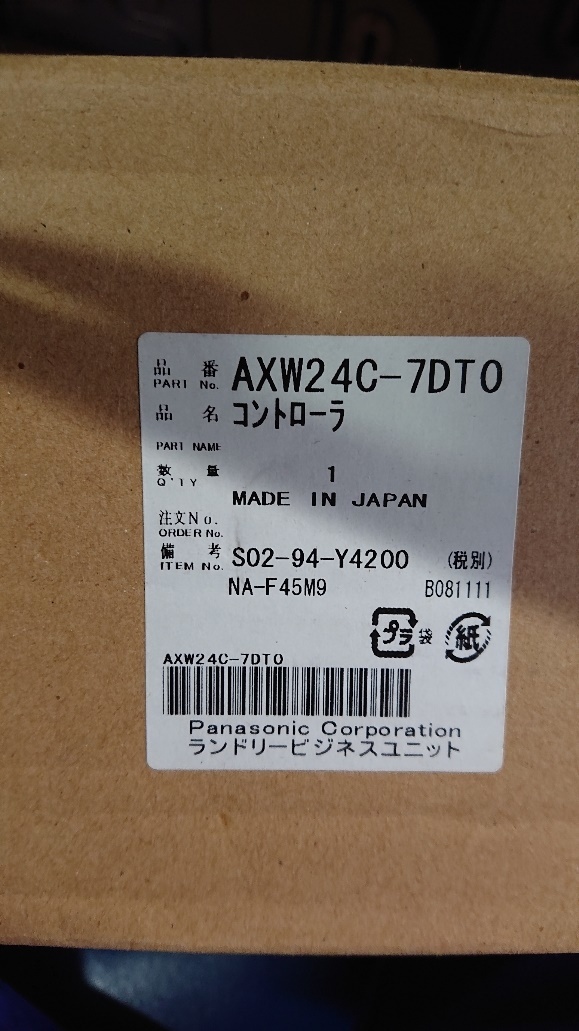 品番 AXW24C-7DT0
PART No.
品名 コントローラ
PART NAME
数量 1
Q'TY
MADE IN JAPAN
注文No.
ORDER No.
備考 S02-94-Y4200 (税別)
ITEM No.
NA-F45M9 B081111
プラ 袋 紙
AXW24C-7DT0
Panasonic Corporation
ランドリービジネスユニット